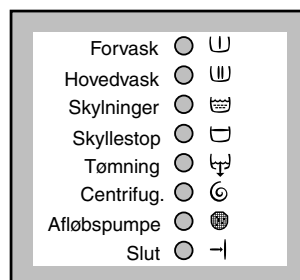 Forvask
Hovedvask
Skylninger
Skyllestop
Tømning
Centrifug.
Afløbspumpe
Slut